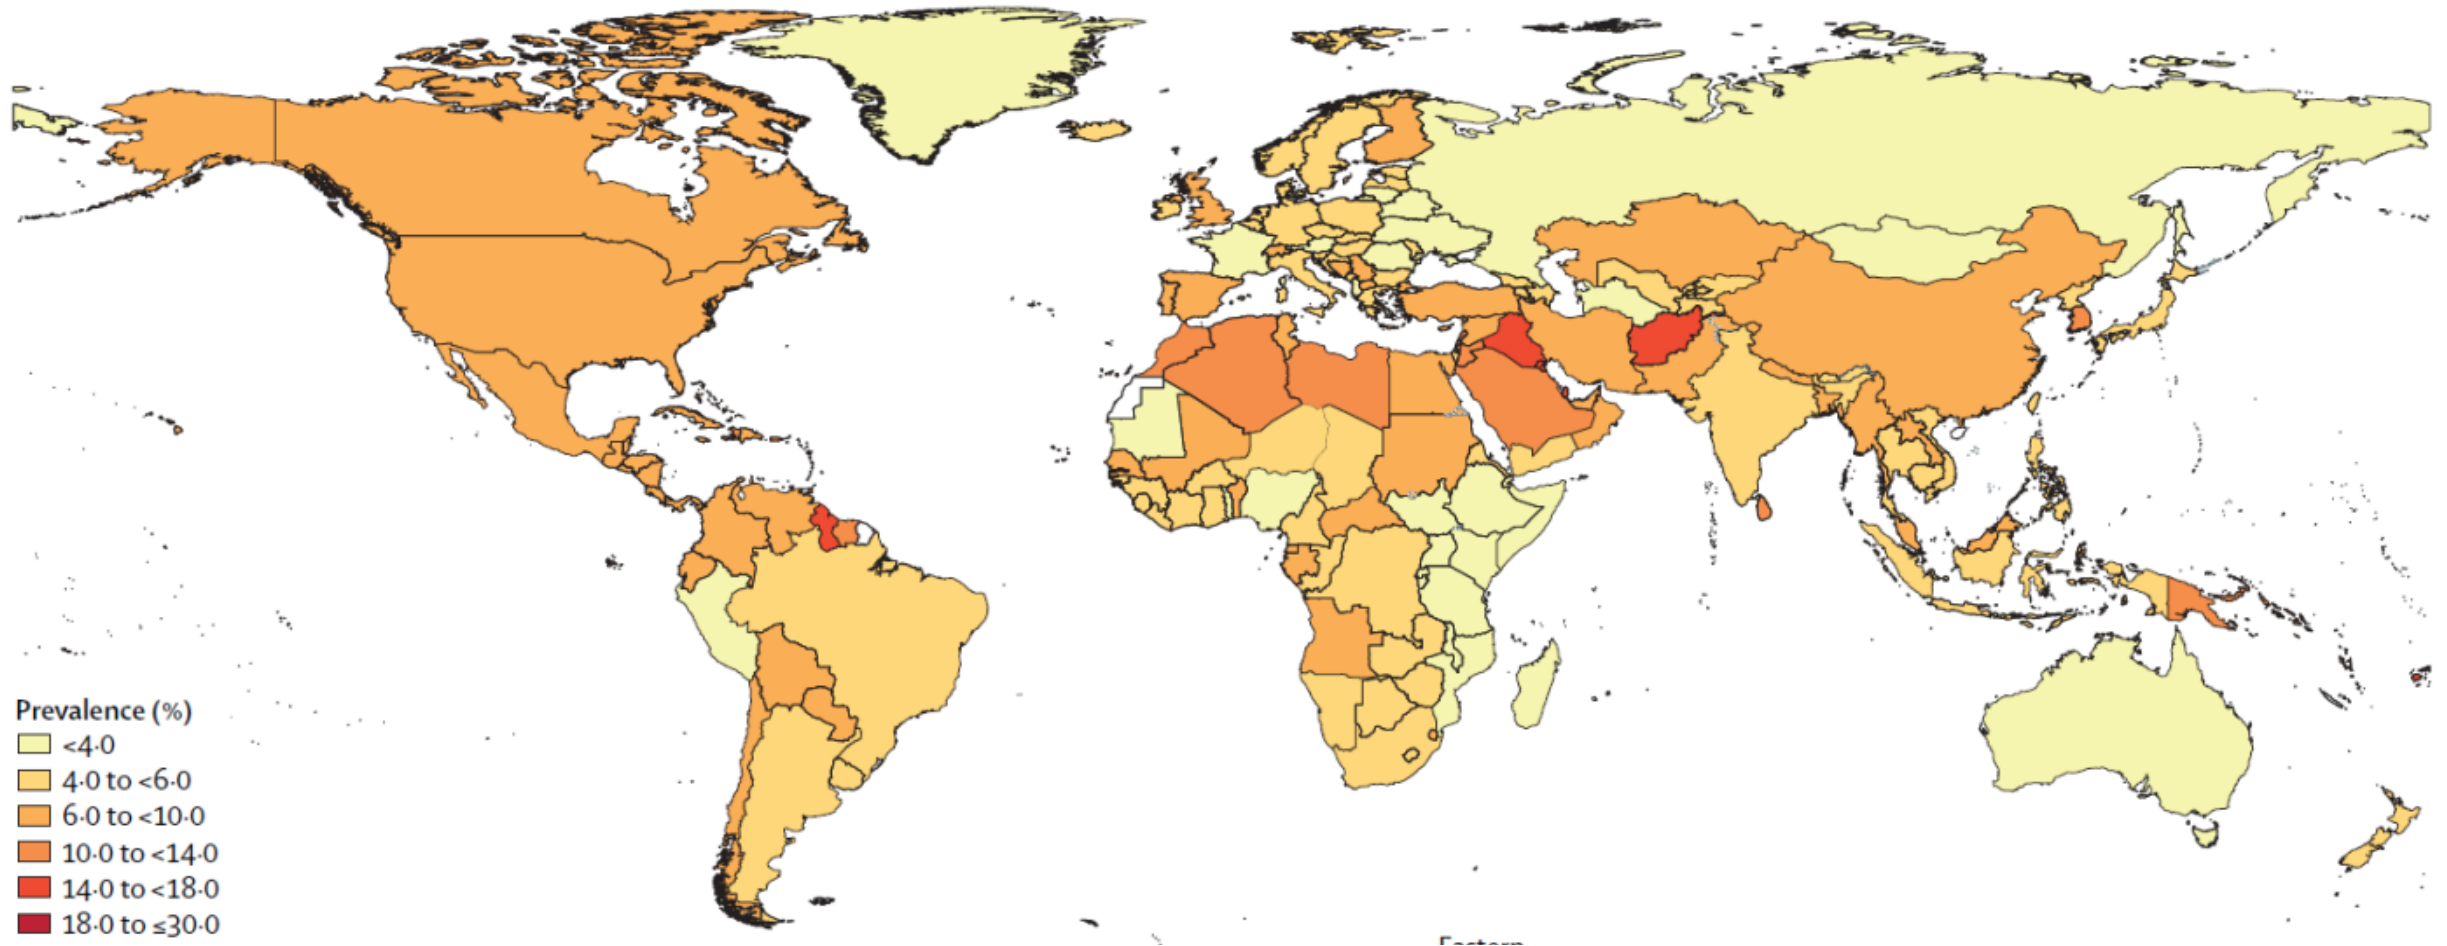 Prevalence (%)
<4·0
4·0 to <6·0
6·0 to <10·0
10·0 to <14·0
14·0 to <18·0
18·0 to ≤30·0
Eastern